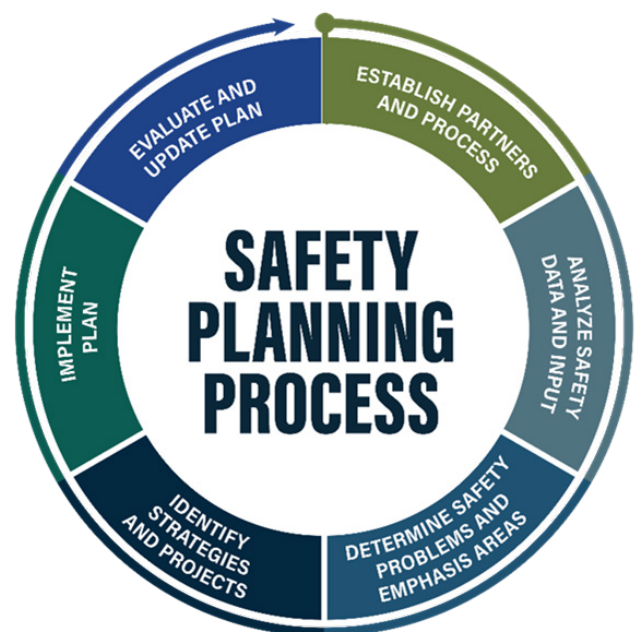 SAFETY
PLANNING
PROCESS
ESTABLISH PARTNERS
AND PROCESS
ANALYZE SAFETY
DATA AND INPUT
DETERMINE SAFETY
PROBLEMS AND
EMPHASIS AREAS
IDENTIFY
STRATEGIES
AND PROJECTS
IMPLEMENT
PLAN
EVALUATE AND
UPDATE PLAN